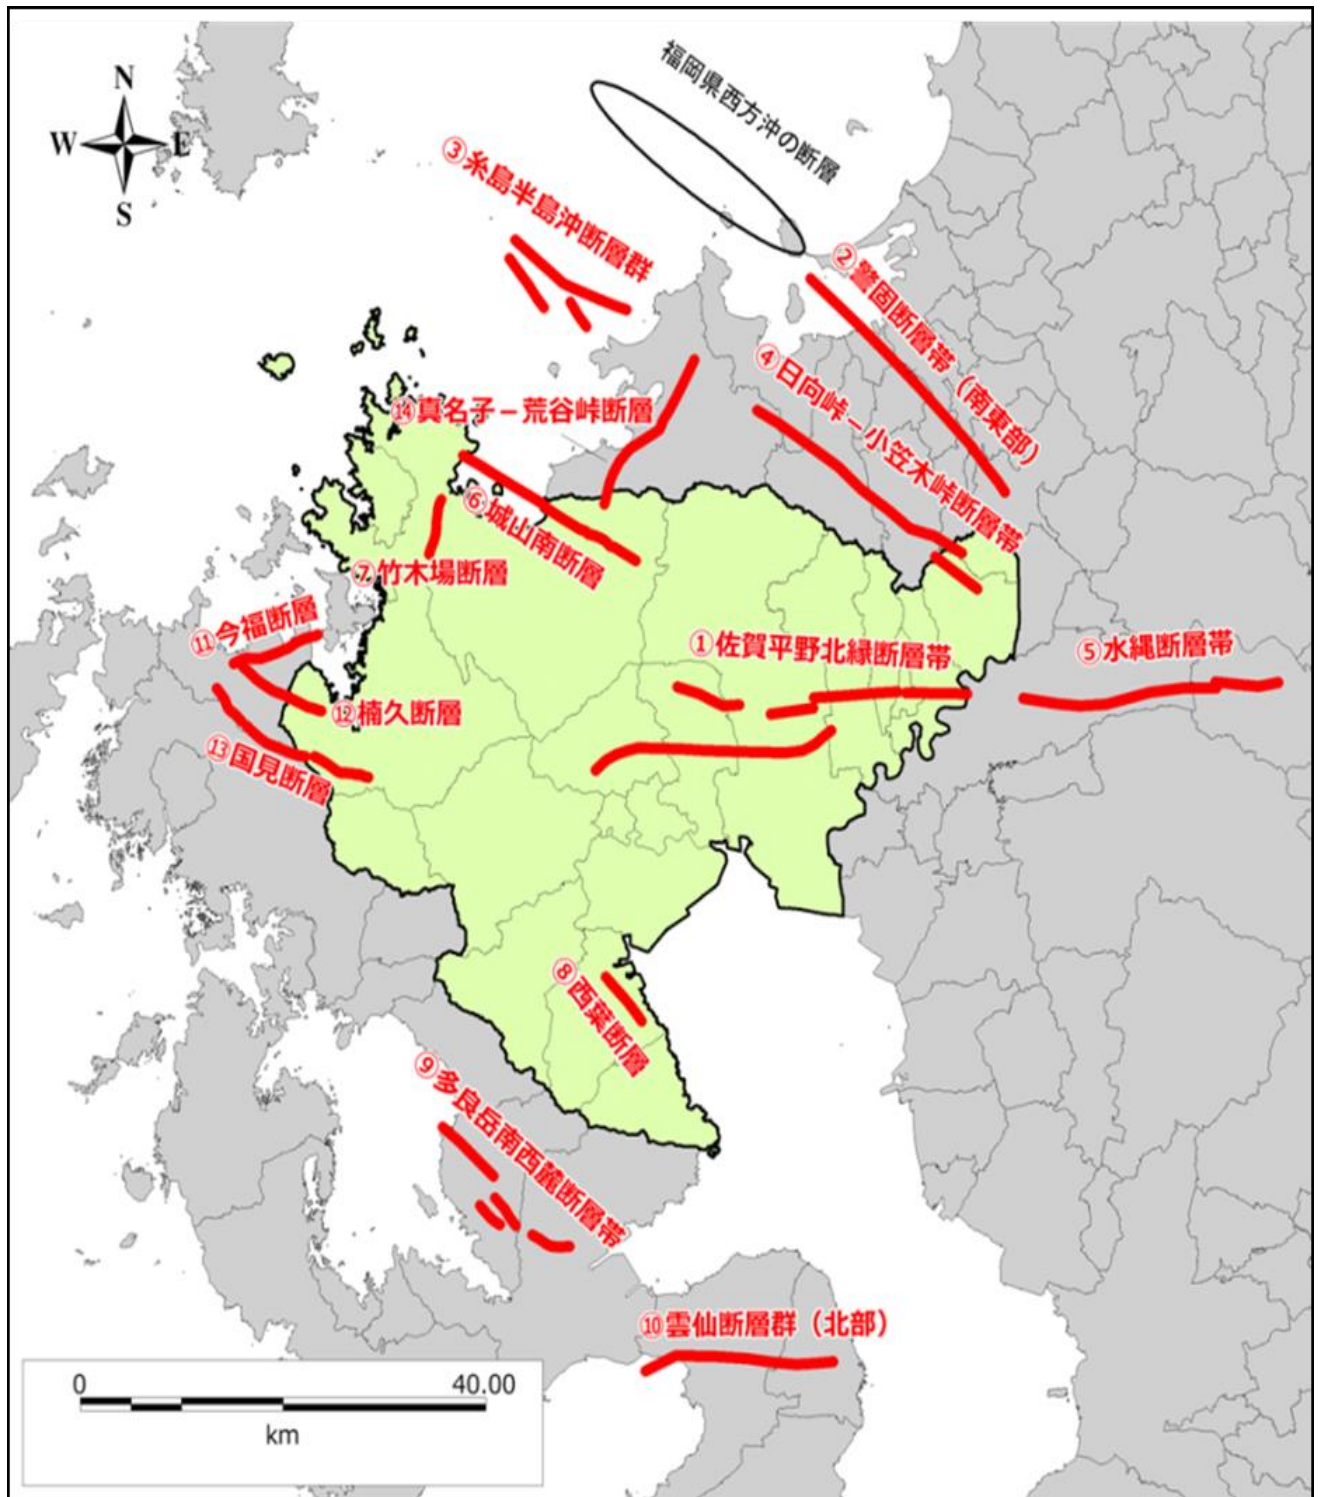 福岡県西方沖の断層
N
W
E
S
③糸島半島沖断層群
②警固断層帯（南東部）
④日向峠－小笠木峠断層帯
⑭真名子－荒谷峠断層
⑥城山南断層
⑦竹木場断層
⑪今福断層
①佐賀平野北縁断層帯
⑤水縄断層帯
⑫楠久断層
⑬国見断層
⑧西葉断層
⑨多良岳南西麓断層帯
⑩雲仙断層群（北部）
0
40.00
km